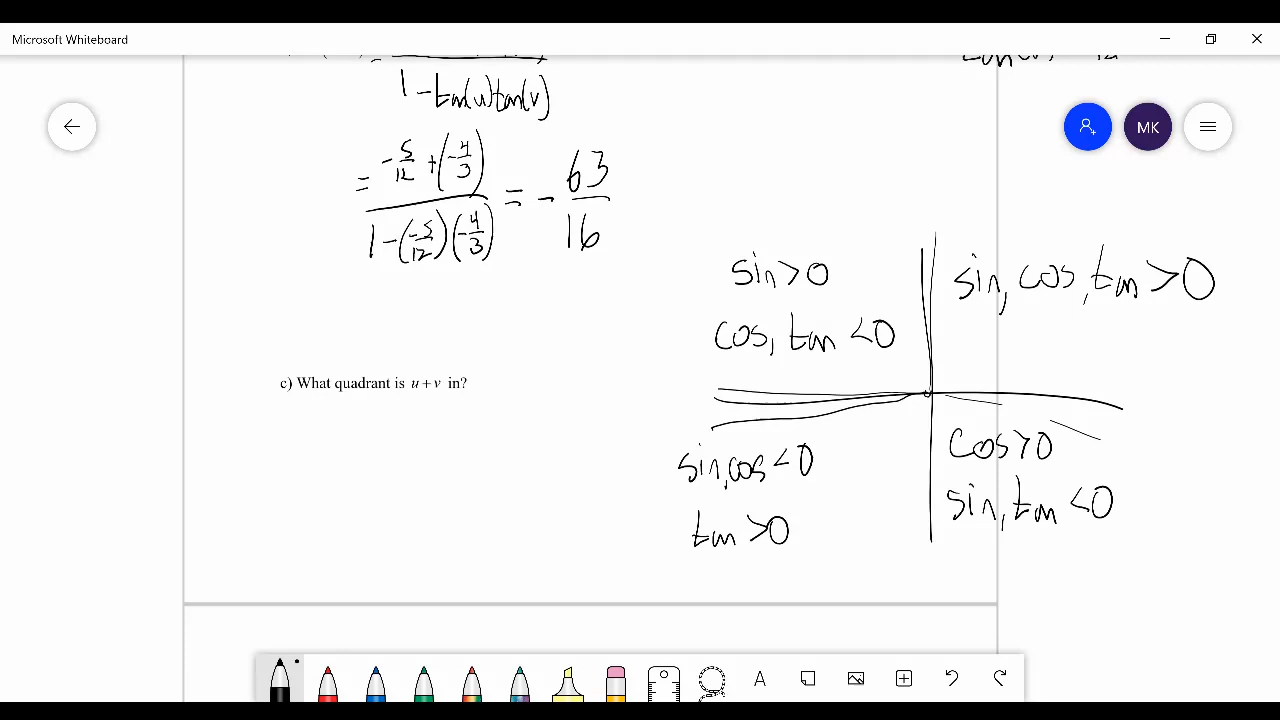 Microsoft Whiteboard
1 - tan(u)tan(v)
= -5/12 + (-4/3)
1 - (-5/12)(-4/3)
= - 63/16
MK
sin > 0
cos, tan < 0
sin, cos, tan > 0
c) What quadrant is u + v in?
sin, cos < 0
tan > 0
cos > 0
sin, tan < 0
A